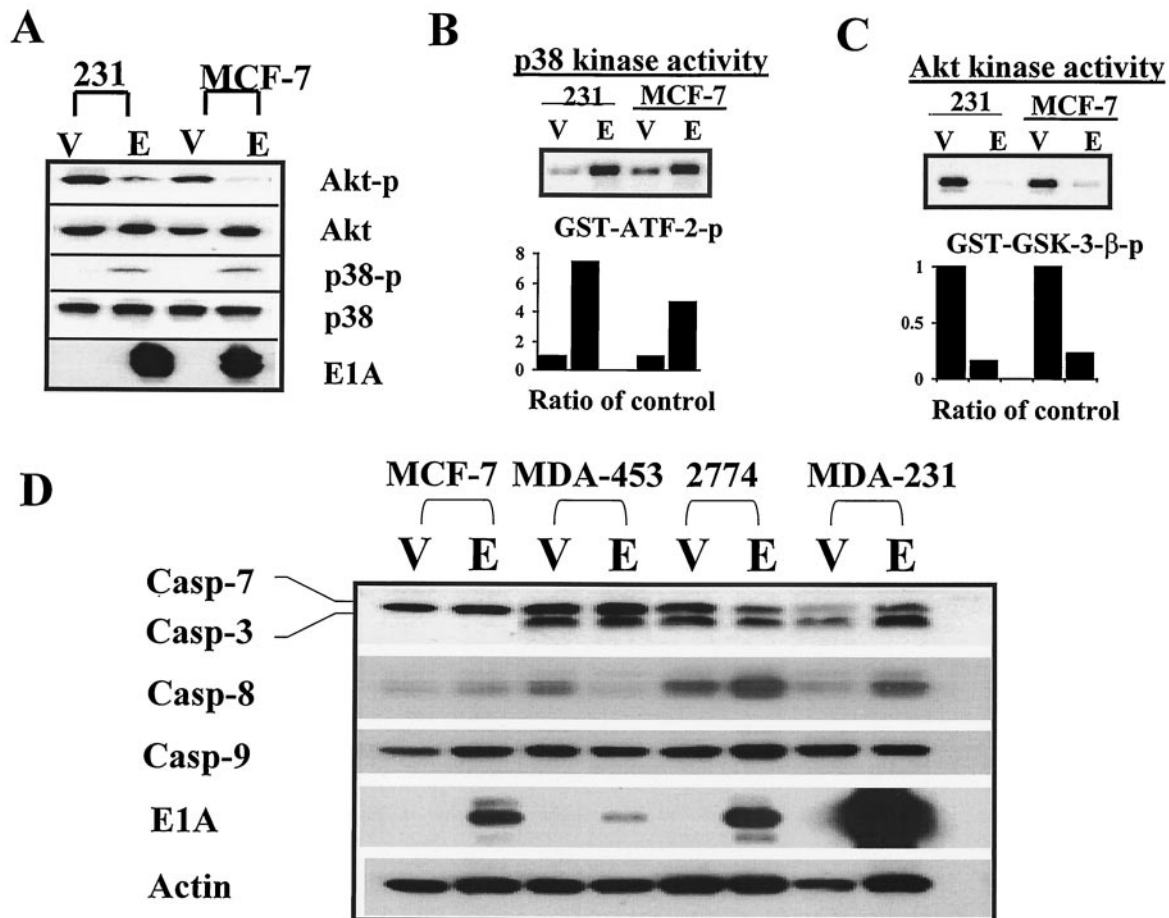 A
231 MCF-7
V E V E
Akt-p
Akt
p38-p
p38
E1A
B
p38 kinase activity
231 MCF-7
V E V E
GST-ATF-2-p
8
6
4
2
0
Ratio of control
C
Akt kinase activity
231 MCF-7
V E V E
GST-GSK-3-β-p
1
0.5
0
Ratio of control
D
MCF-7 MDA-453 2774 MDA-231
V E V E V E V E
Casp-7
Casp-3
Casp-8
Casp-9
E1A
Actin